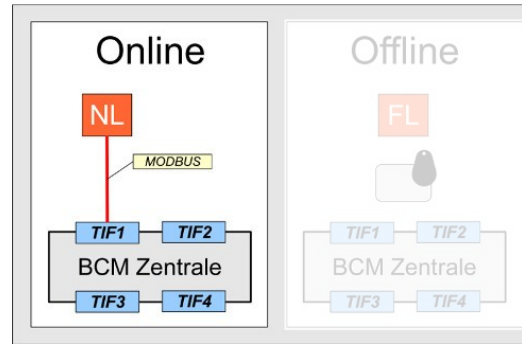 Online
NL
MODBUS
TIF1 TIF2
BCM Zentrale
TIF3 TIF4
Offline
FL
TIF1 TIF2
BCM Zentrale
TIF3 TIF4